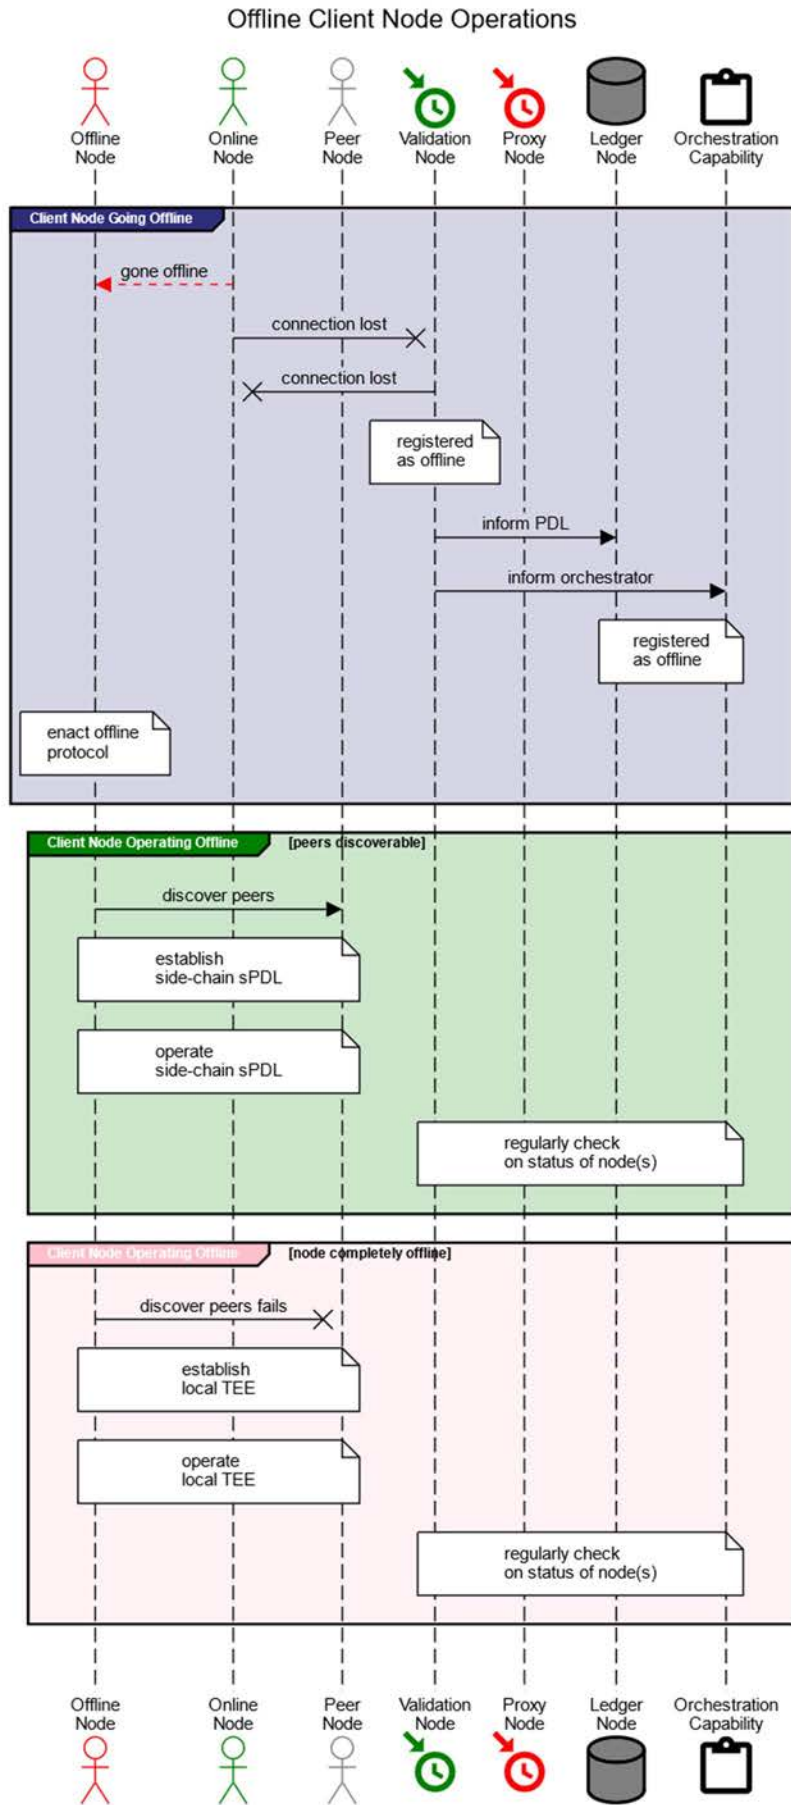 Offline Client Node Operations
Offline
Node
Online
Node
Peer
Node
Validation
Node
Proxy
Node
Ledger
Node
Orchestration
Capability
Client Node Going Offline
gone offline
connection lost
connection lost
registered
as offline
inform PDL
inform orchestrator
registered
as offline
enact offline
protocol
Client Node Operating Offline [peers discoverable]
discover peers
establish
side-chain sPDL
operate
side-chain sPDL
regularly check
on status of node(s)
Client Node Operating Offline [node completely offline]
discover peers fails
establish
local TEE
operate
local TEE
regularly check
on status of node(s)
Offline
Node
Online
Node
Peer
Node
Validation
Node
Proxy
Node
Ledger
Node
Orchestration
Capability